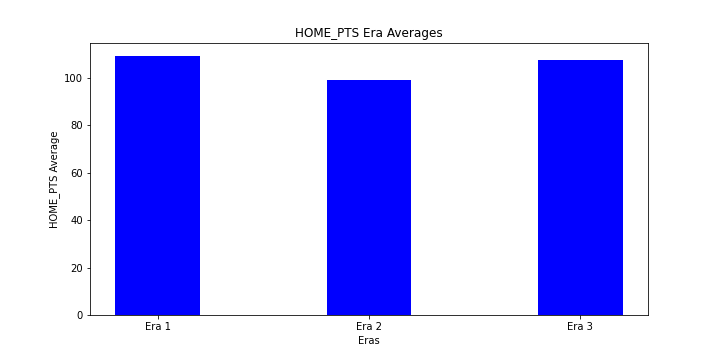 HOME_PTS Era Averages
HOME_PTS Average
100
80
60
40
20
0
Era 1
Era 2
Era 3
Eras